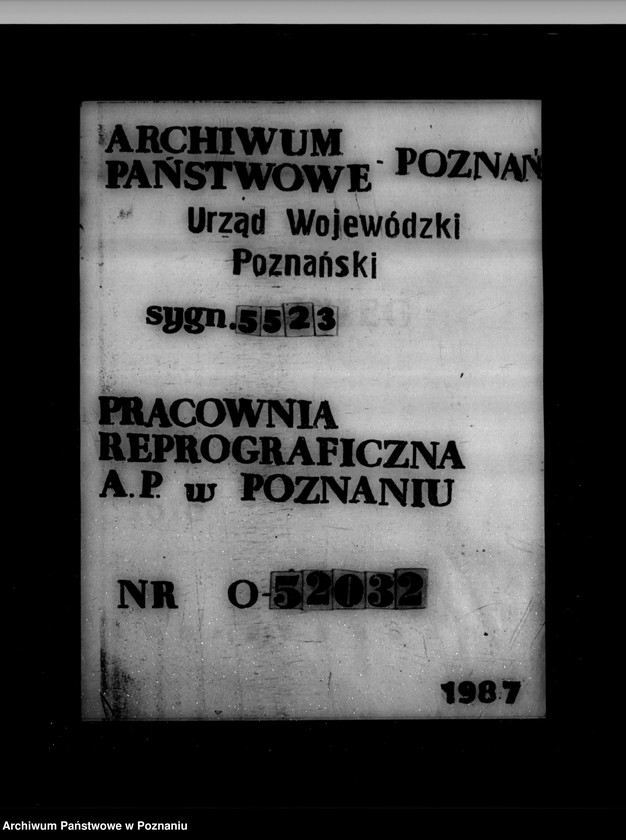 ARCHIWUM
PAŃSTWOWE - POZNAŃ
Urząd Wojewódzki
Poznański
sygn. 5523
PRACOWNIA
REPROGRAFICZNA
A.P. w POZNANIU
NR O-52032
1987
Archiwum Państwowe w Poznaniu